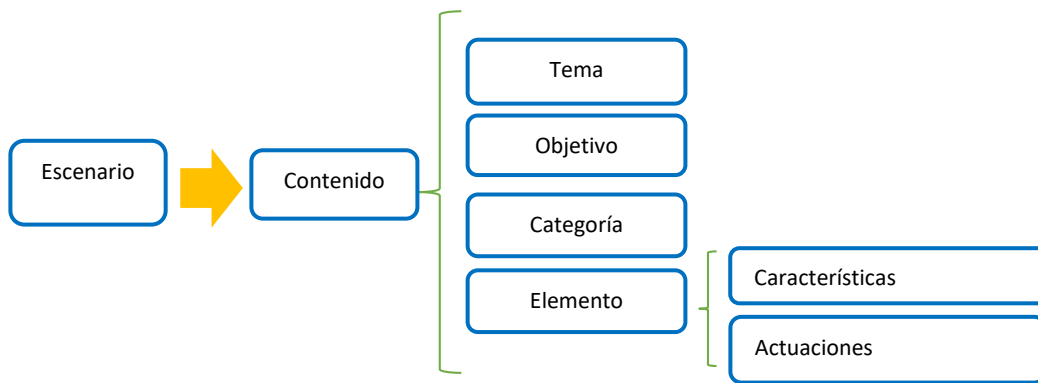 Escenario
Contenido
Tema
Objetivo
Categoría
Elemento
Características
Actuaciones